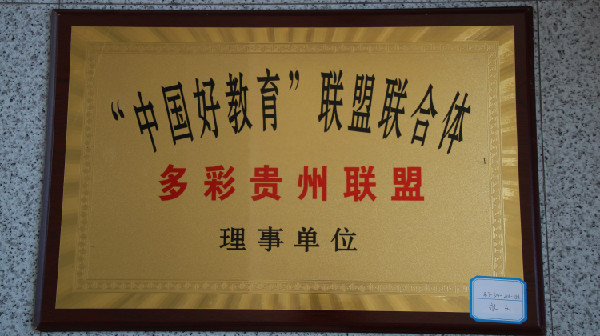 “中国好教育”联盟联合体
多彩贵州联盟
理事单位